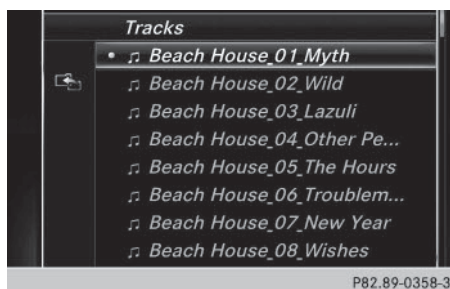 Tracks
Beach House_01_Myth
Beach House_02_Wild
Beach House_03_Lazuli
Beach House_04_Other Pe...
Beach House_05_The Hours
Beach House_06_Troublem...
Beach House_07_New Year
Beach House_08_Wishes
P82.89-0358-3